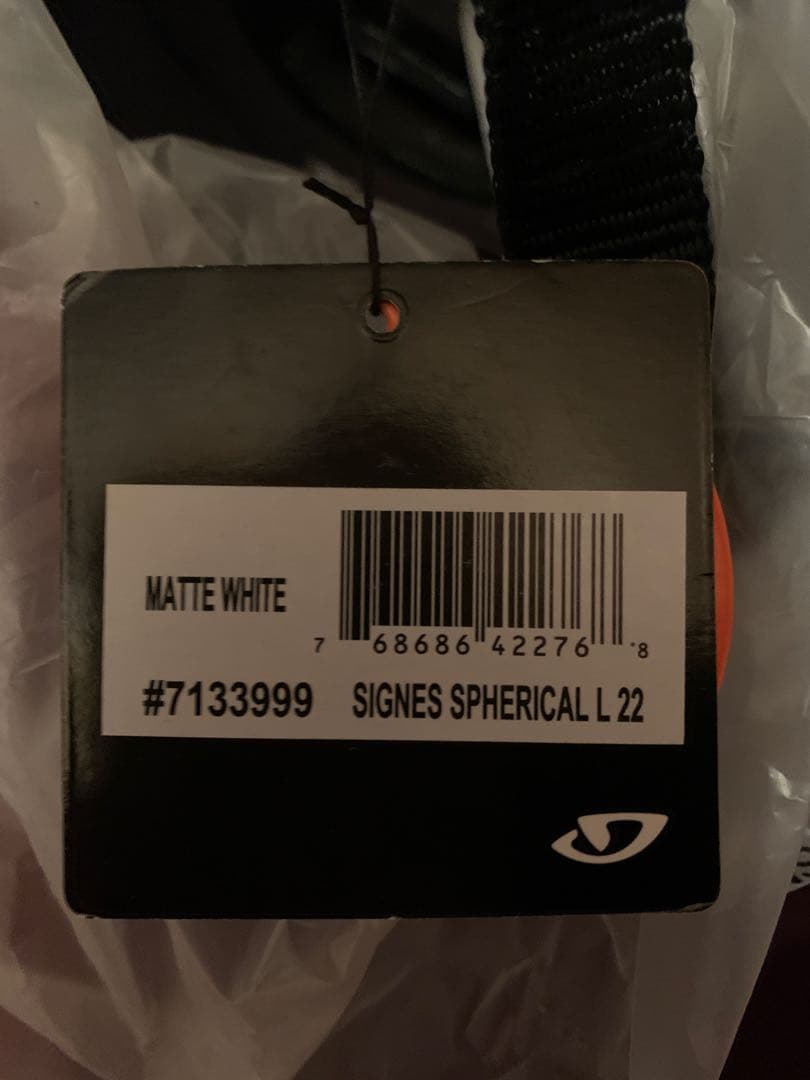 MATTE WHITE
7 68686 42276 8
#7133999 SIGNES SPHERICAL L 22